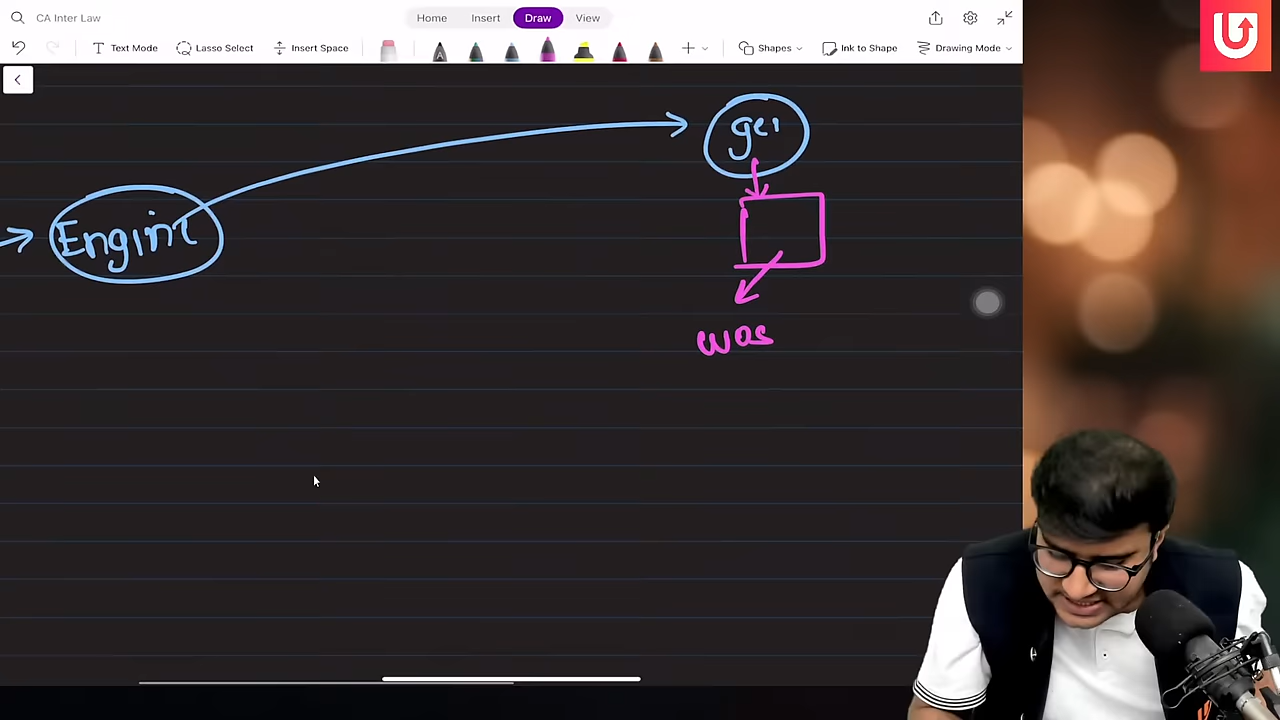 CA Inter Law
Home Insert Draw View
Text Mode Lasso Select Insert Space Shapes Ink to Shape Drawing Mode
Engine
was